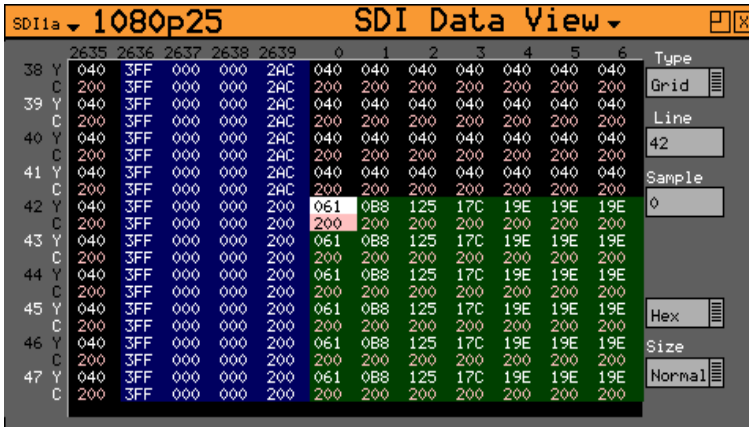 SDI1a 1080p25 SDI Data View
2635 2636 2637 2638 2639 0 1 2 3 4 5 6
38 Y 040 3FF 000 000 2AC 040 040 040 040 040 040 040
C 200 3FF 000 000 2AC 200 200 200 200 200 200 200
39 Y 040 3FF 000 000 2AC 040 040 040 040 040 040 040
C 200 3FF 000 000 2AC 200 200 200 200 200 200 200
40 Y 040 3FF 000 000 2AC 040 040 040 040 040 040 040
C 200 3FF 000 000 2AC 200 200 200 200 200 200 200
41 Y 040 3FF 000 000 2AC 040 040 040 040 040 040 040
C 200 3FF 000 000 2AC 200 200 200 200 200 200 200
42 Y 040 3FF 000 000 200 061 0B8 125 17C 19E 19E 19E
C 200 3FF 000 000 200 200 200 200 200 200 200 200
43 Y 040 3FF 000 000 200 061 0B8 125 17C 19E 19E 19E
C 200 3FF 000 000 200 200 200 200 200 200 200 200
44 Y 040 3FF 000 000 200 061 0B8 125 17C 19E 19E 19E
C 200 3FF 000 000 200 200 200 200 200 200 200 200
45 Y 040 3FF 000 000 200 061 0B8 125 17C 19E 19E 19E
C 200 3FF 000 000 200 200 200 200 200 200 200 200
46 Y 040 3FF 000 000 200 061 0B8 125 17C 19E 19E 19E
C 200 3FF 000 000 200 200 200 200 200 200 200 200
47 Y 040 3FF 000 000 200 061 0B8 125 17C 19E 19E 19E
C 200 3FF 000 000 200 200 200 200 200 200 200 200
Type
Grid
Line
42
Sample
0
Hex
Size
Normal